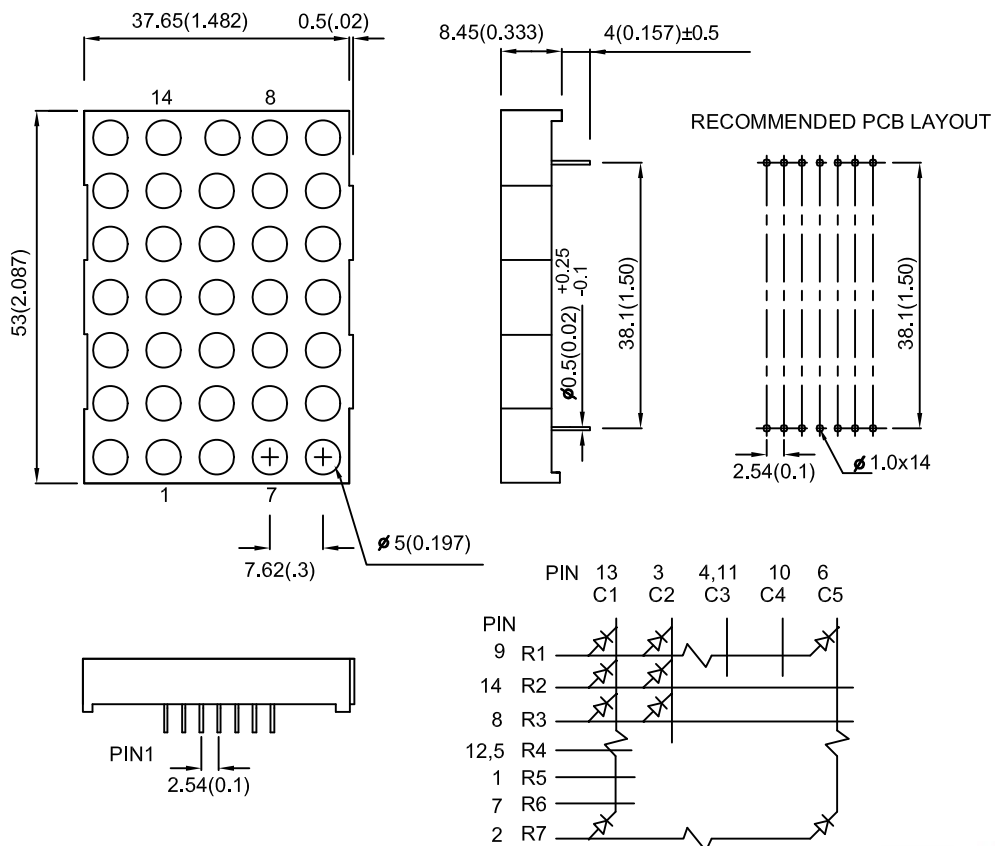 37.65(1.482) 0.5(.02)
8.45(0.333) 4(0.157)±0.5
14 8
RECOMMENDED PCB LAYOUT
53(2.087)
⌀0.5(0.02) +0.25 -0.1
38.1(1.50)
38.1(1.50)
2.54(0.1)
⌀1.0x14
1 7
⌀5(0.197)
7.62(.3)
PIN 13 3 4,11 10 6
C1 C2 C3 C4 C5
PIN
9 R1
14 R2
8 R3
12,5 R4
1 R5
7 R6
2 R7
PIN1
2.54(0.1)